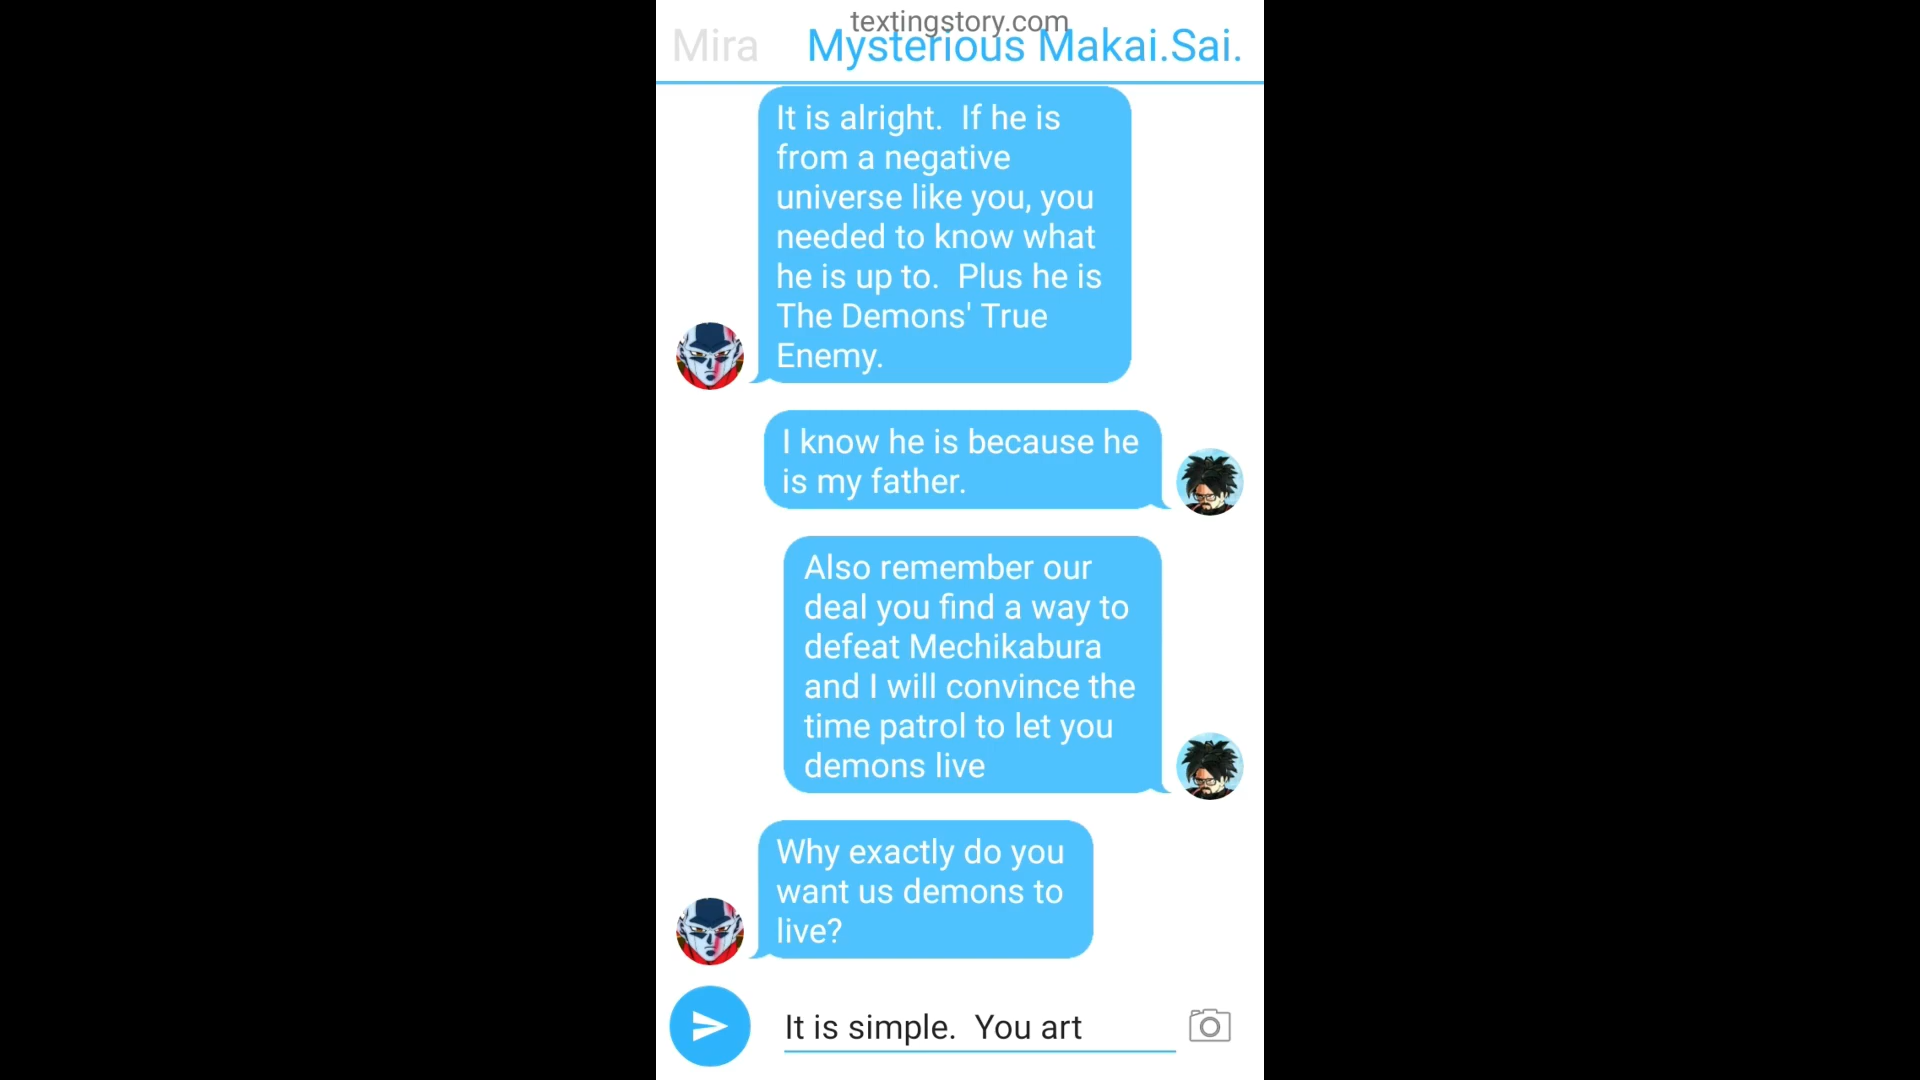 textingstory.com
Mira Mysterious Makai.Sai.
It is alright.  If he is
from a negative
universe like you, you
needed to know what
he is up to.  Plus he is
The Demons' True
Enemy.
I know he is because he
is my father.
Also remember our
deal you find a way to
defeat Mechikabura
and I will convince the
time patrol to let you
demons live
Why exactly do you
want us demons to
live?
It is simple.  You art